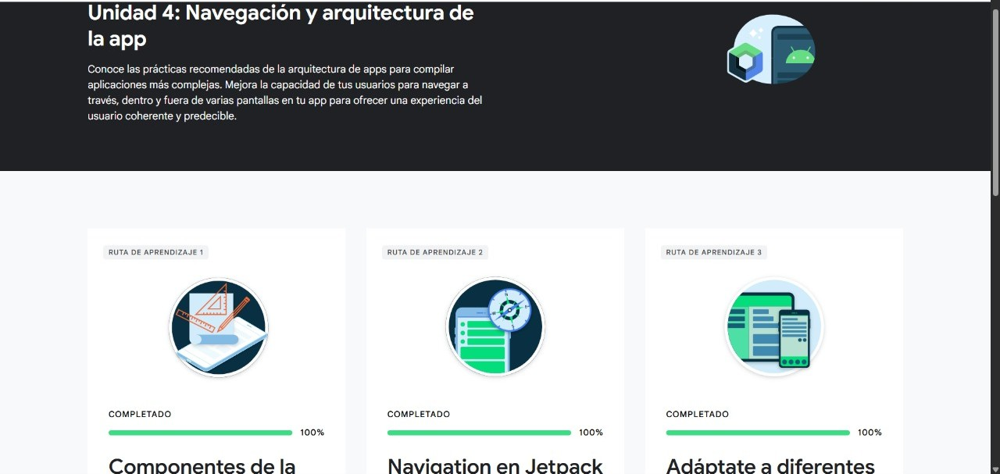 Unidad 4: Navegación y arquitectura de
la app
Conoce las prácticas recomendadas de la arquitectura de apps para compilar
aplicaciones más complejas. Mejora la capacidad de tus usuarios para navegar a
través, dentro y fuera de varias pantallas en tu app para ofrecer una experiencia del
usuario coherente y predecible.
RUTA DE APRENDIZAJE 1
COMPLETADO
100%
Componentes de la
RUTA DE APRENDIZAJE 2
COMPLETADO
100%
Navigation en Jetpack
RUTA DE APRENDIZAJE 3
COMPLETADO
100%
Adáptate a diferentes